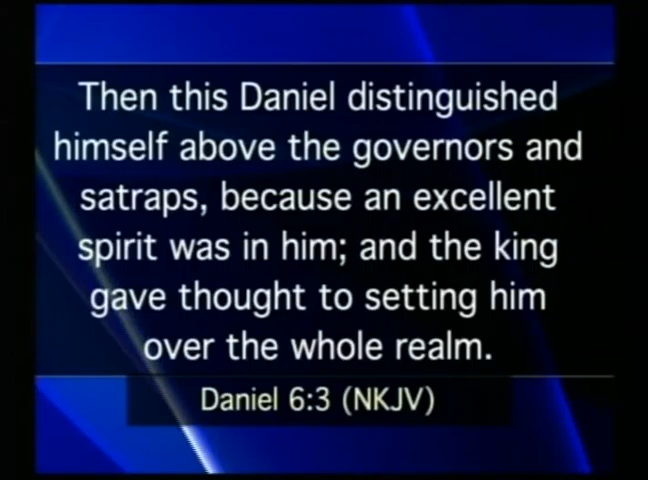 Then this Daniel distinguished
himself above the governors and
satraps, because an excellent
spirit was in him; and the king
gave thought to setting him
over the whole realm.
Daniel 6:3 (NKJV)